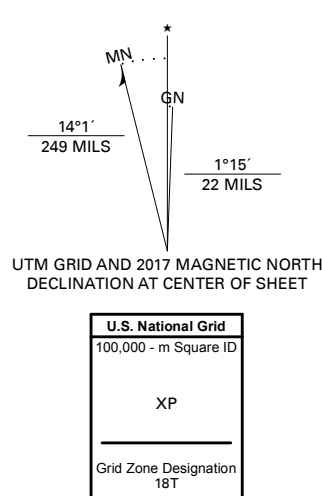 ★
MN
GN
14°1´
249 MILS
1°15´
22 MILS
UTM GRID AND 2017 MAGNETIC NORTH
DECLINATION AT CENTER OF SHEET
U.S. National Grid
100,000 - m Square ID
XP
Grid Zone Designation
18T